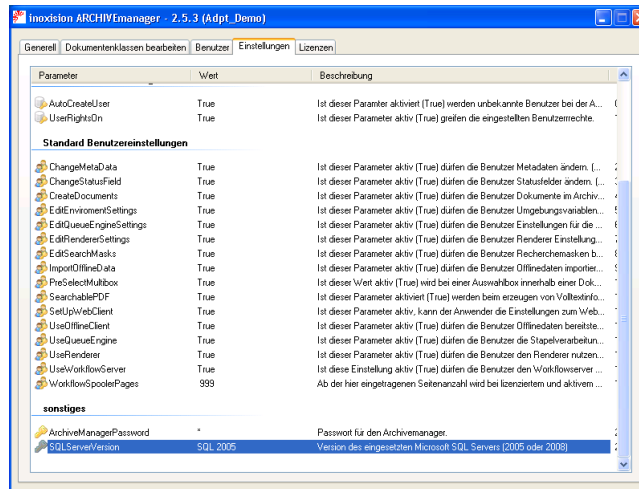 inoxision ARCHIVEmanager - 2.5.3 (Adpt_Demo)
Generell Dokumentenklassen bearbeiten Benutzer Einstellungen Lizenzen
Parameter Wert Beschreibung
AutoCreateUser True Ist dieser Paramter aktiviert (True) werden unbekannte Benutzer bei der A...
UserRightsOn True Ist dieser Parameter aktiv (True) greifen die eingestellten Benutzerrechte.
Standard Benutzereinstellungen
ChangeMetaData True Ist dieser Parameter aktiv (True) dürfen die Benutzer Metadaten ändern. (...
ChangeStatusField True Ist dieser Parameter aktiv (True) dürfen die Benutzer Statusfelder ändern. (...
CreateDocuments True Ist dieser Parameter aktiv (True) dürfen die Benutzer Dokumente im Archiv...
EditEnviromentSettings True Ist dieser Parameter aktiv (True) dürfen die Benutzer Umgebungsvariablen...
EditQueueEngineSettings True Ist dieser Parameter aktiv (True) dürfen die Benutzer Einstellungen für die ...
EditRendererSettings True Ist dieser Parameter aktiv (True) dürfen die Benutzer Renderer Einstellung...
EditSearchMasks True Ist dieser Parameter aktiv (True) dürfen die Benutzer Recherchemasken b...
ImportOfflineData True Ist dieser Parameter aktiv (True) dürfen die Benutzer Offlinedaten importier...
PreSelectMultibox True Ist dieser Wert aktiv (True) wird bei einer Auswahlbox innerhalb einer Dok...
SearchablePDF True Ist dieser Parameter aktiviert (True) werden beim erzeugen von Volltextinfo...
SetUpWebClient True Ist dieser Parameter aktiv, kann der Anwender die Einstellungen zum Web...
UseOfflineClient True Ist dieser Parameter aktiv (True) dürfen die Benutzer Offlinedaten bereitste...
UseQueueEngine True Ist dieser Parameter aktiv (True) dürfen die Benutzer die Stapelverarbeitun...
UseRenderer True Ist dieser Parameter aktiv (True) dürfen die Benutzer den Renderer nutzen...
UseWorkflowServer True Ist diese Einstellung aktiv (True) dürfen die Benutzer den Workflowserver ...
WorkflowSpoolerPages 999 Ab der hier eingetragenen Seitenanzahl wird bei lizenziertem und aktivem ...
sonstiges
ArchiveManagerPassword * Passwort für den Archivemanager.
SQLServerVersion SQL 2005 Version des eingesetzten Microsoft SQL Servers (2005 oder 2008)